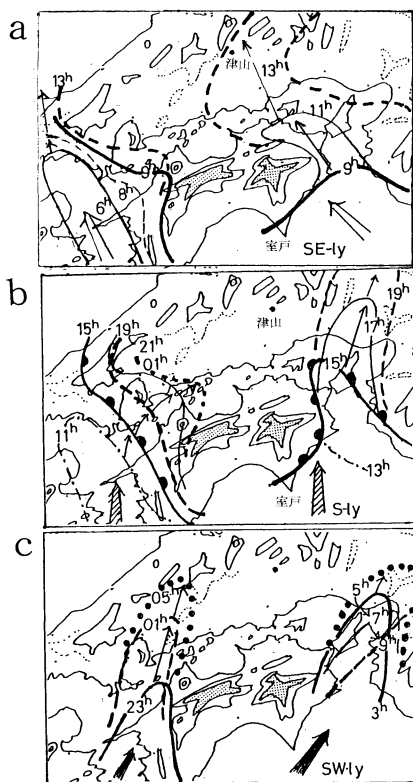 a
13h
津山
13h
11h
9h
9h
6h
8h
室戸
SE-ly
b
15h
19h
21h
01h
津山
19h
17h
15h
11h
13h
室戸
S-ly
c
05h
01h
5h
7h
9h
23h
3h
SW-ly